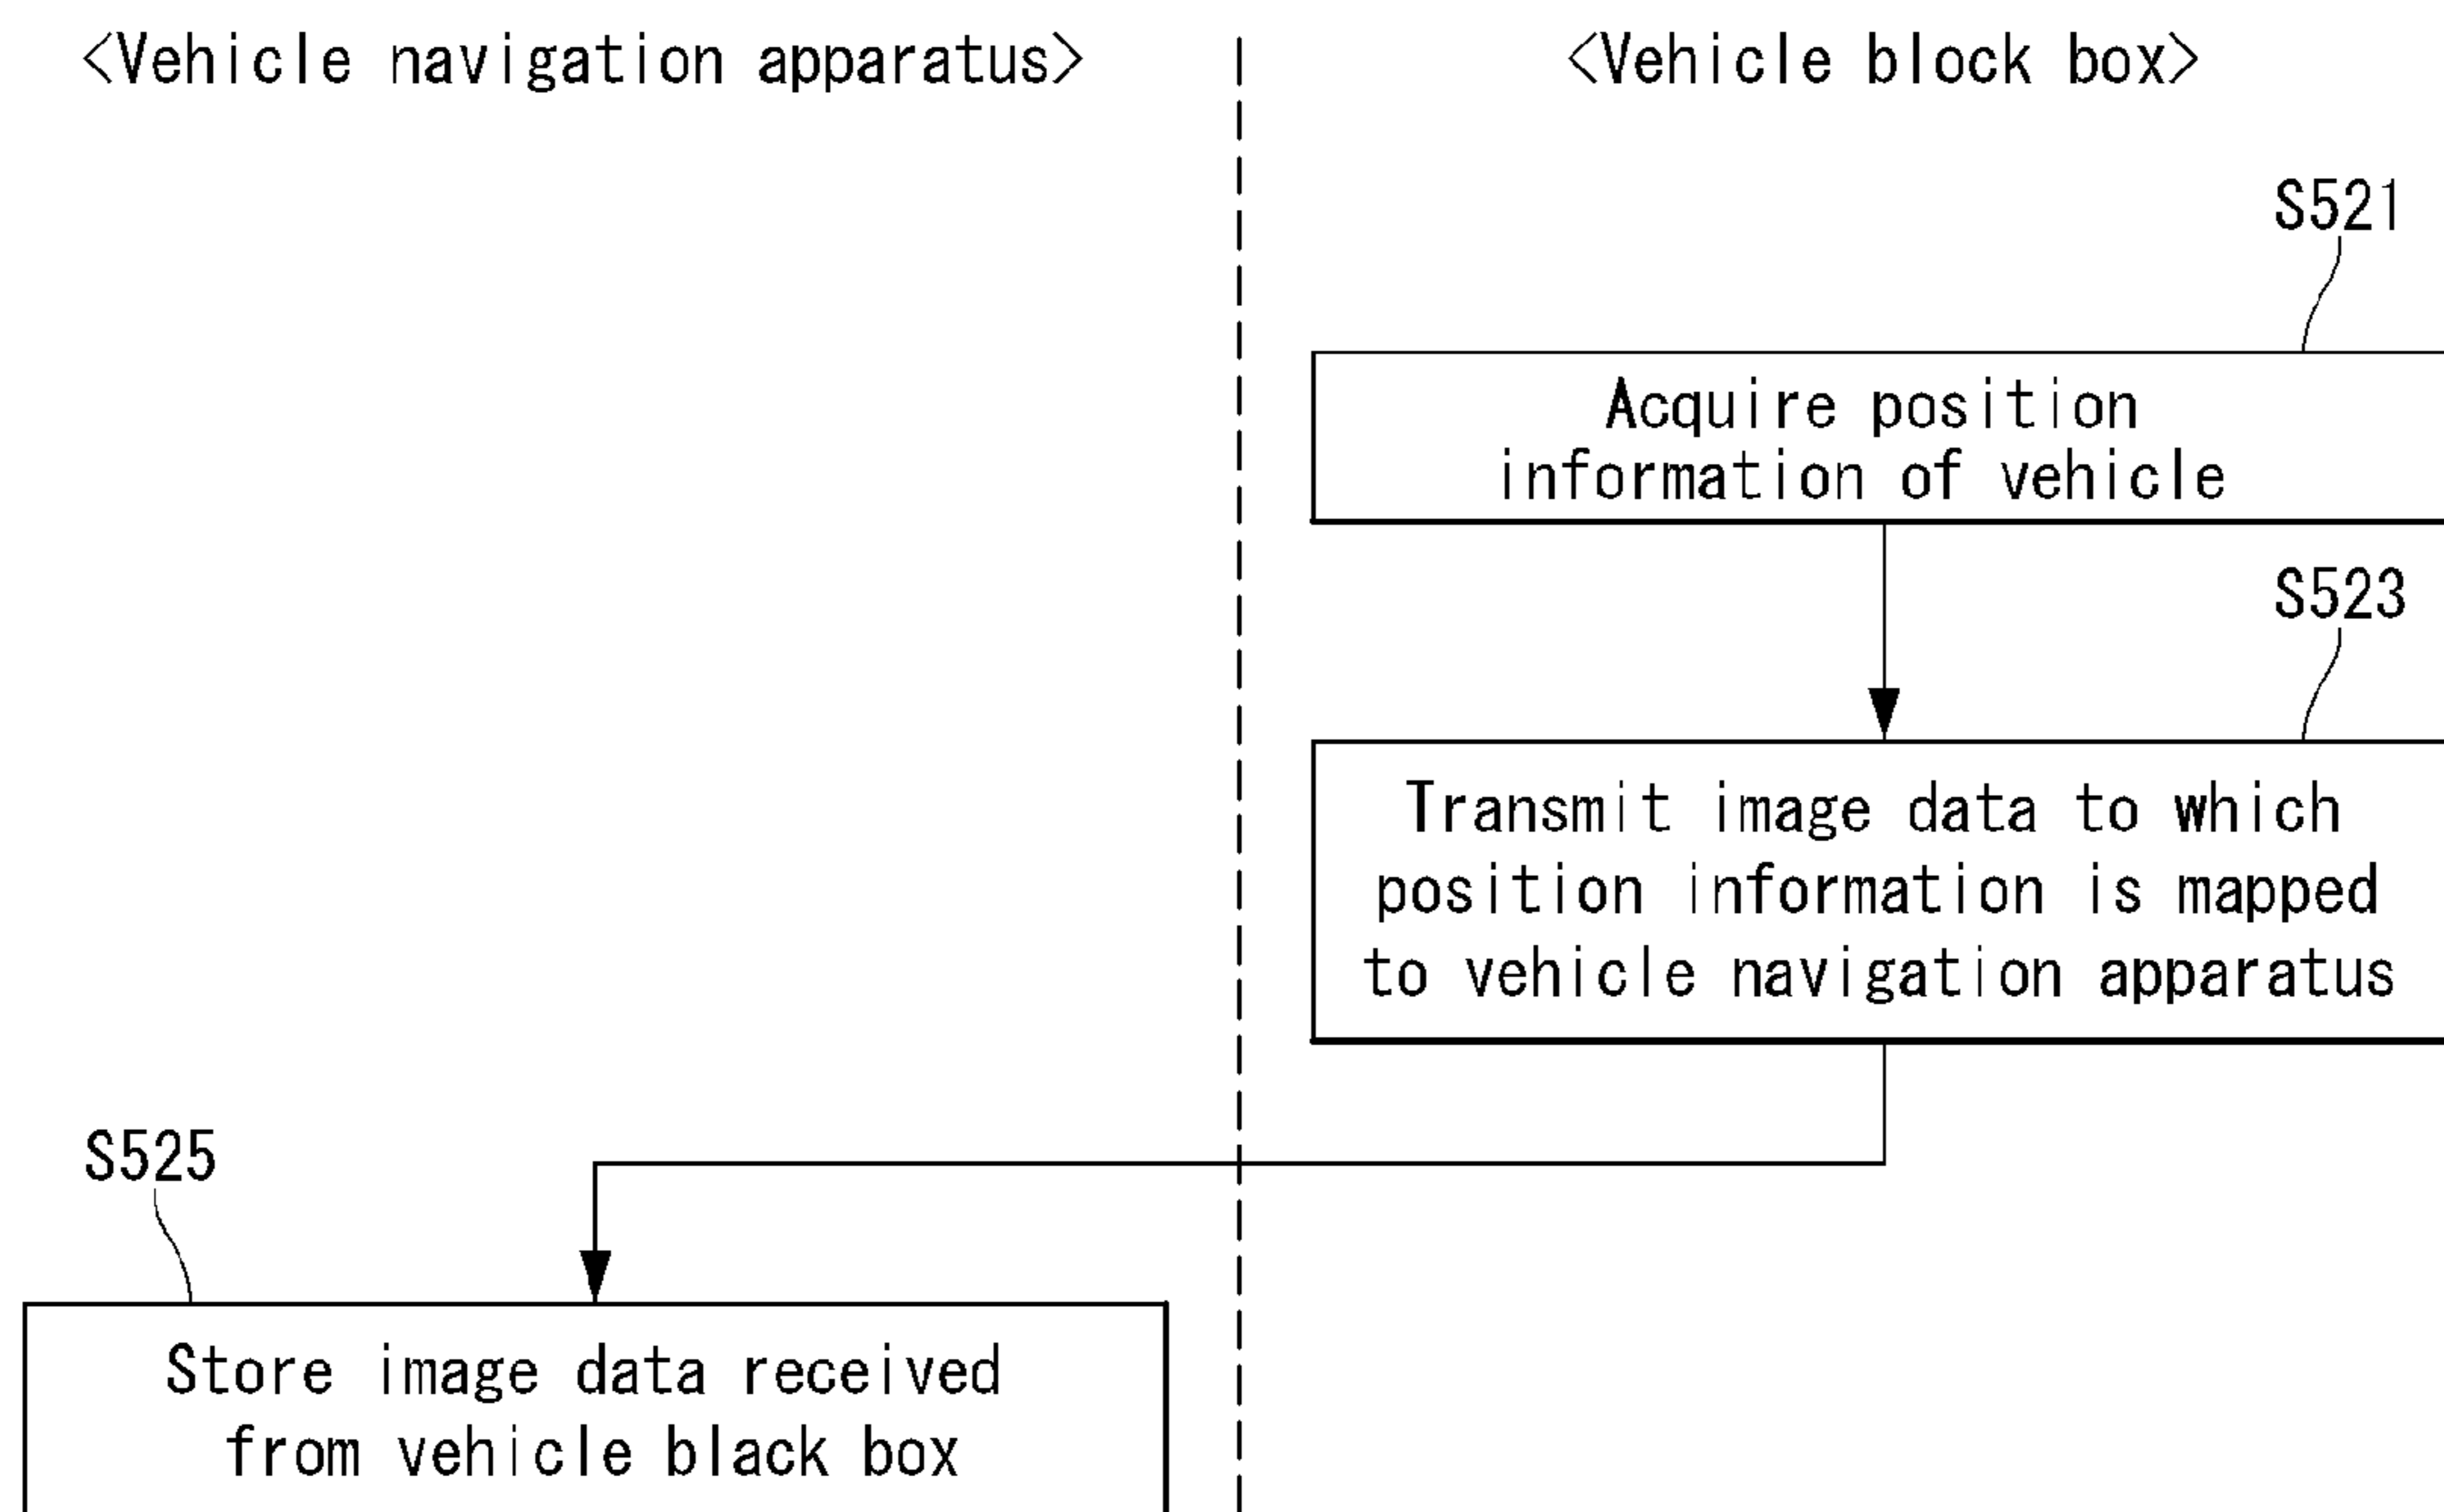 <Vehicle navigation apparatus>
<Vehicle block box>
S521
Acquire position
information of vehicle
S523
Transmit image data to which
position information is mapped
to vehicle navigation apparatus
S525
Store image data received
from vehicle black box